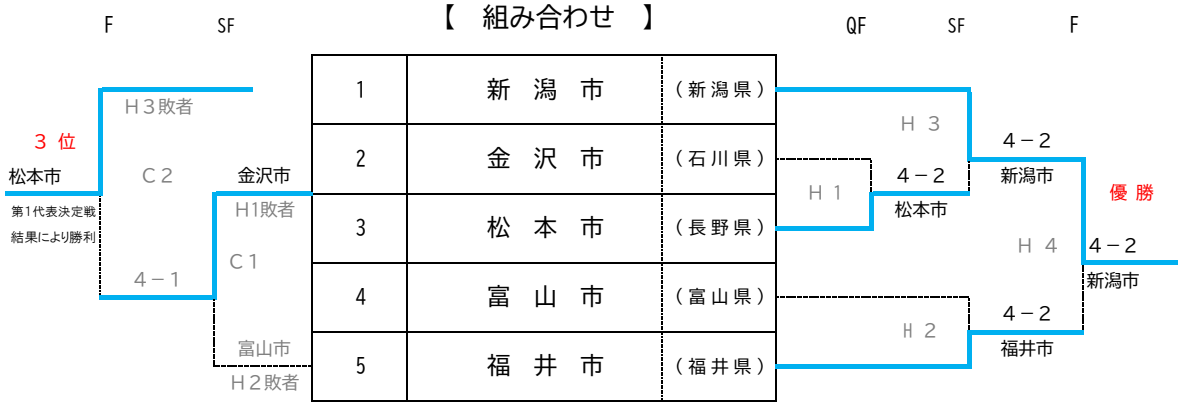 【 組み合わせ 】
F SF QF SF F
1 新潟市 (新潟県)
2 金沢市 (石川県)
3 松本市 (長野県)
4 富山市 (富山県)
5 福井市 (福井県)
H3敗者
3位
松本市
C2
金沢市
第1代表決定戦
H1敗者
結果により勝利
C1
4-1
富山市
H2敗者
H 3
4-2
新潟市
H 1
4-2
松本市
優勝
H 4
4-2
新潟市
4-2
H 2
福井市